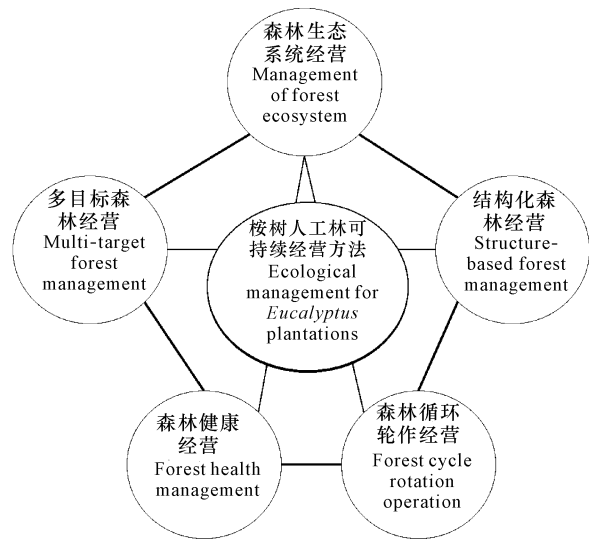 森林生态
系统经营
Management
of forest
ecosystem
多目标森
林经营
Multi-target
forest
management
结构化森
林经营
Structure-
based forest
management
桉树人工林可
持续经营方法
Ecological
management for
Eucalyptus
plantations
森林健康
经营
Forest health
management
森林循环
轮作经营
Forest cycle
rotation
operation